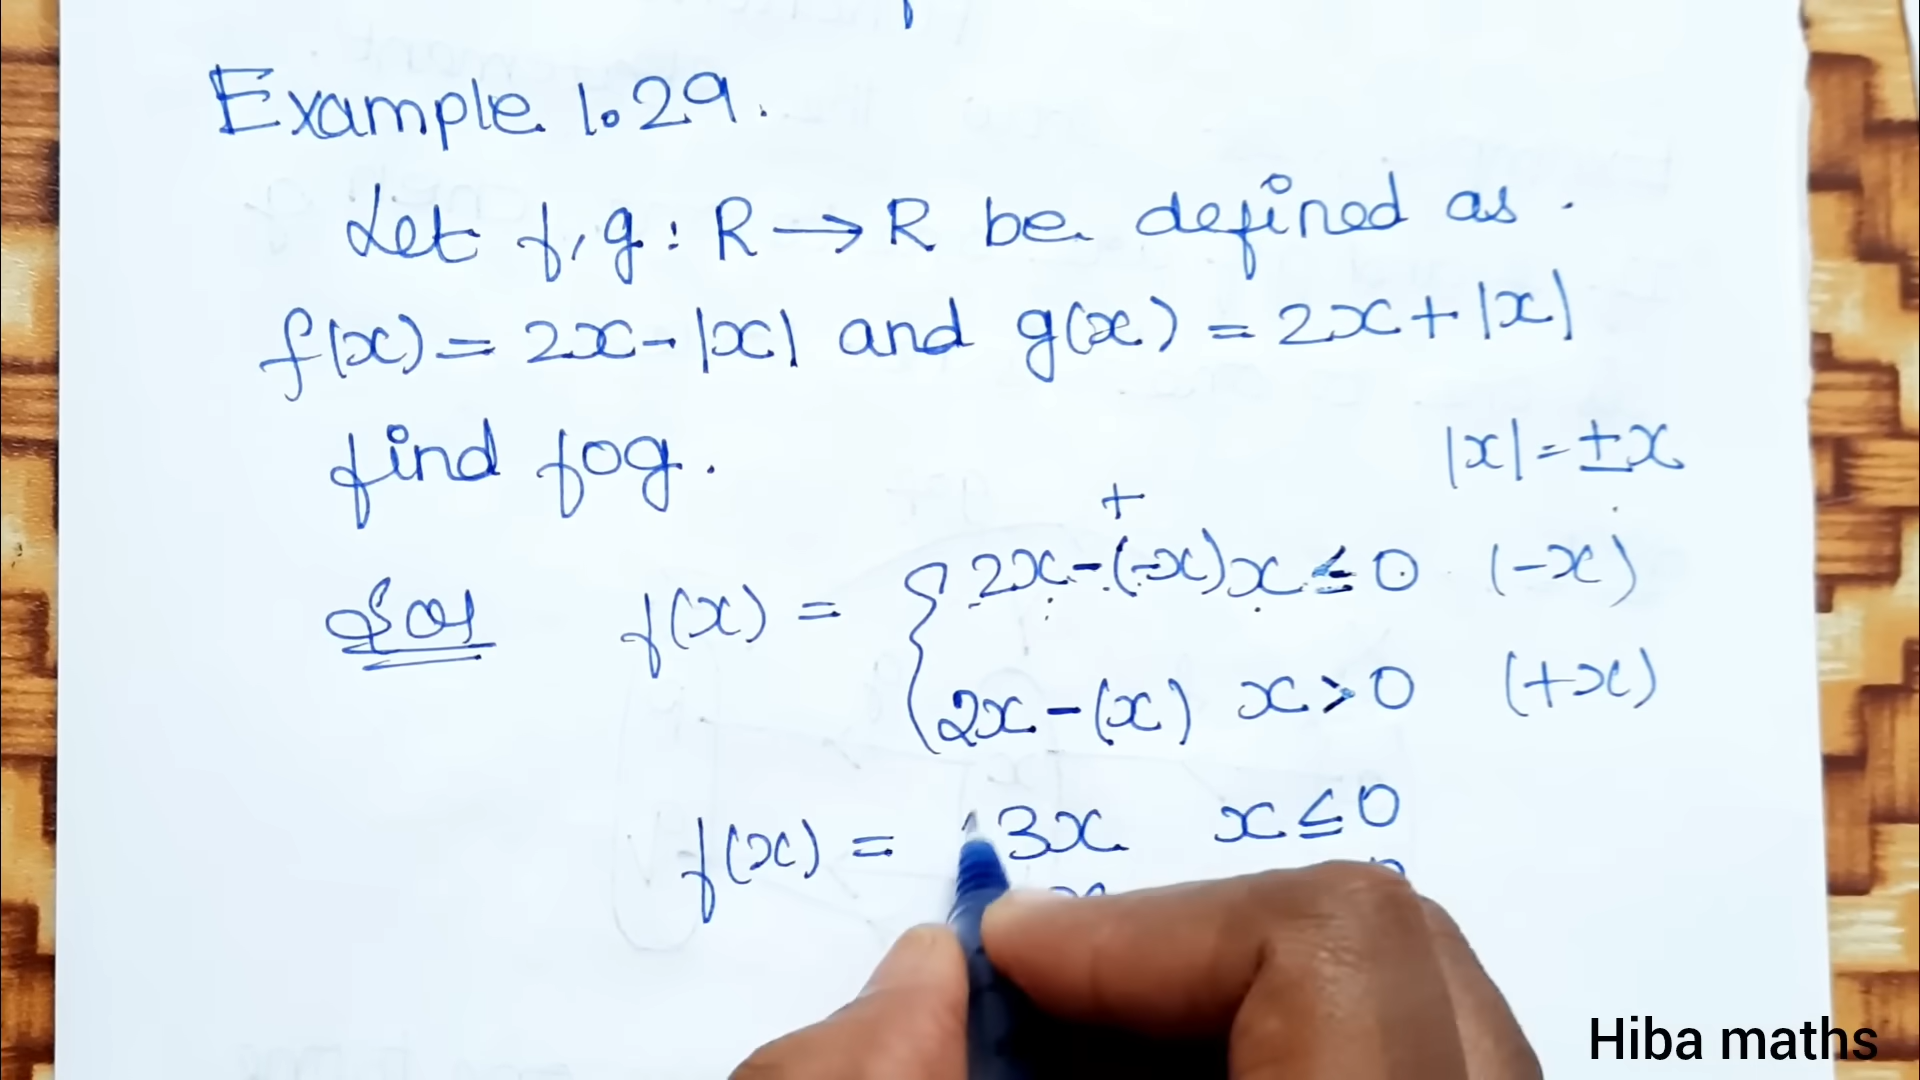 Example 1.29.
Let f, g : R → R be defined as.
f(x) = 2x - |x| and g(x) = 2x + |x|
find fog.
|x| = ±x
+
Sol f(x) = { 2x - (-x) x ≤ 0 (-x)
2x - (x) x > 0 (+x)
f(x) = 3x x ≤ 0
Hiba maths